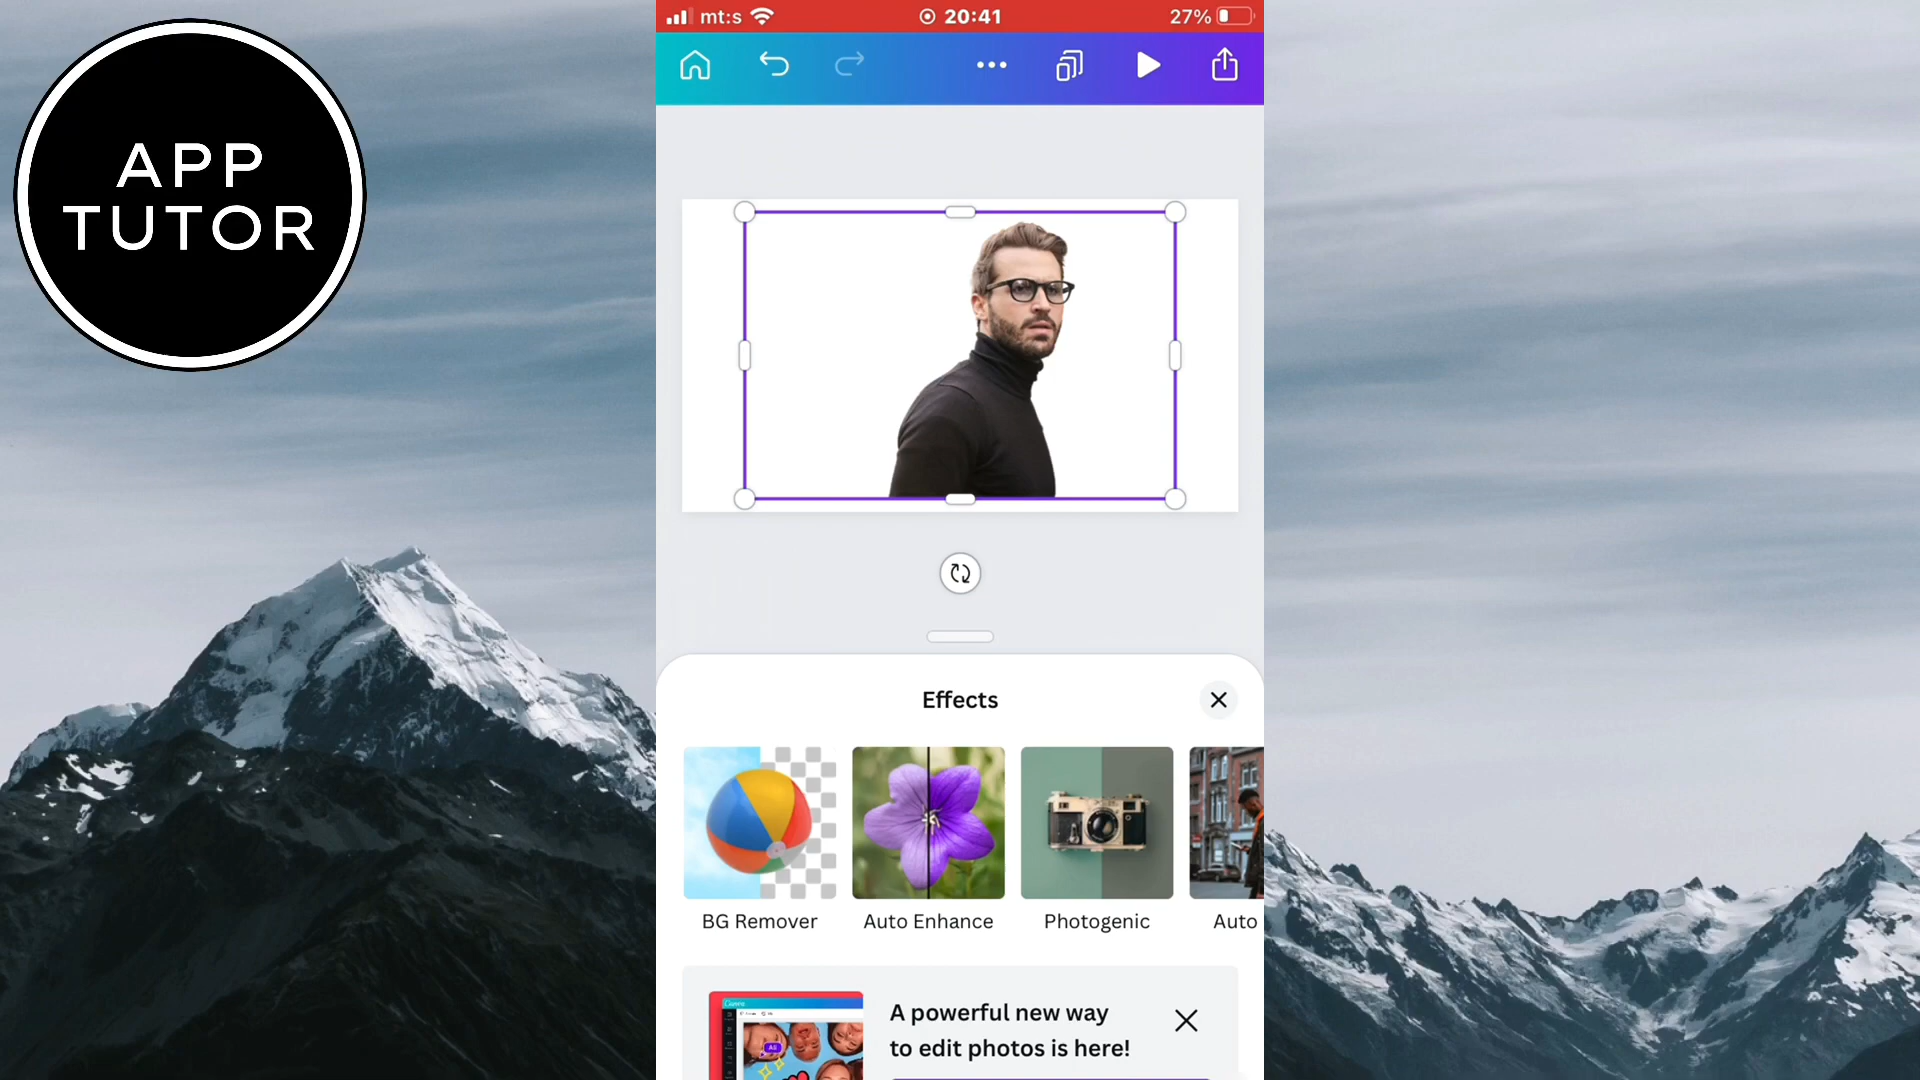 APP
TUTOR
mt:s
20:41
27%
Effects
BG Remover
Auto Enhance
Photogenic
Auto
A powerful new way
to edit photos is here!